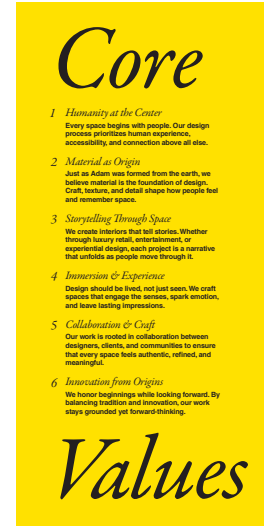 Core
1 Humanity at the Center
Every space begins with people. Our design
process prioritizes human experience,
accessibility, and connection above all else.
2 Material as Origin
Just as Adam was formed from the earth, we
believe material is the foundation of design.
Craft, texture, and detail shape how people feel
and remember space.
3 Storytelling Through Space
We create interiors that tell stories. Whether
through luxury retail, entertainment, or
experiential design, each project is a narrative
that unfolds as people move through it.
4 Immersion & Experience
Design should be lived, not just seen. We craft
spaces that engage the senses, spark emotion,
and leave lasting impressions.
5 Collaboration & Craft
Our work is rooted in collaboration between
designers, clients, and communities to ensure
that every space feels authentic, refined, and
meaningful.
6 Innovation from Origins
We honor beginnings while looking forward. By
balancing tradition and innovation, our work
stays grounded yet forward-thinking.
Values